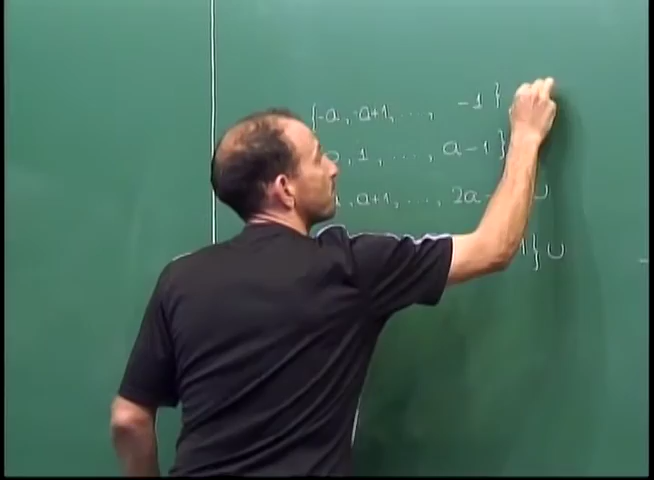 {-a, -a+1, ..., -1}
0, 1, ..., a-1}
a, a+1, ..., 2a- ∪
1} ∪